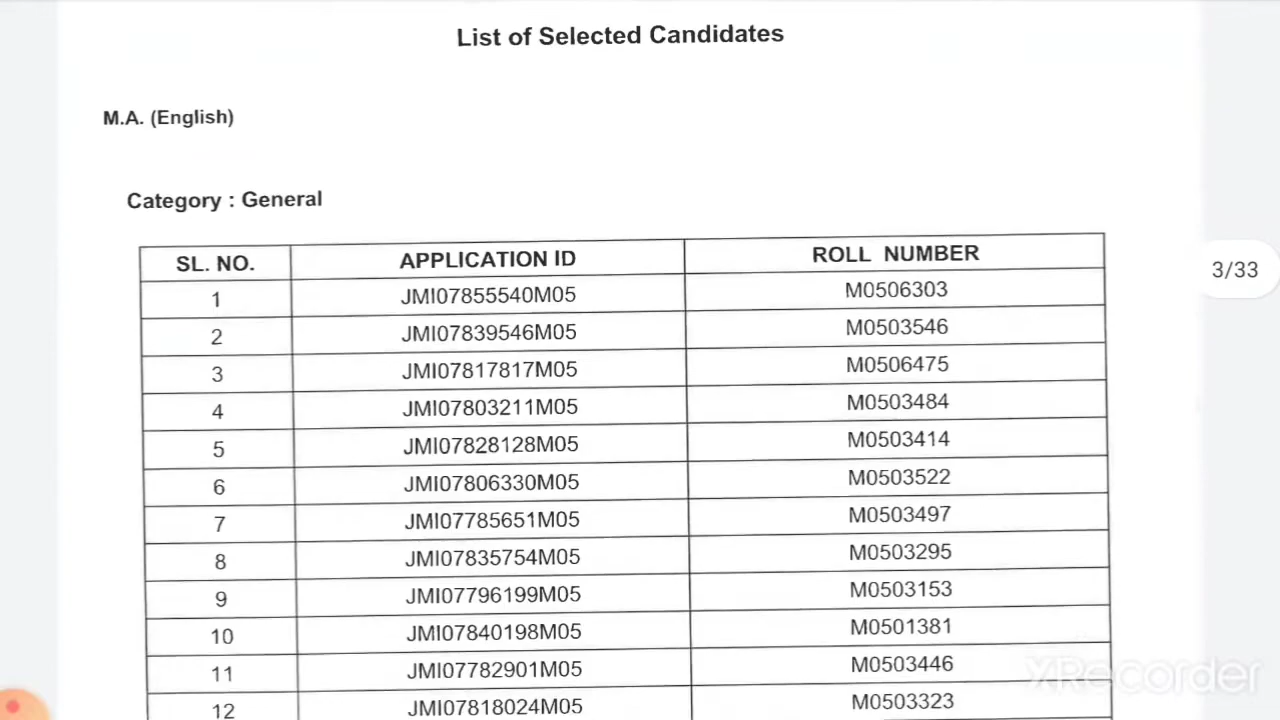 List of Selected Candidates
M.A. (English)
Category : General
SL. NO. APPLICATION ID ROLL NUMBER
1 JMI07855540M05 M0506303
2 JMI07839546M05 M0503546
3 JMI07817817M05 M0506475
4 JMI07803211M05 M0503484
5 JMI07828128M05 M0503414
6 JMI07806330M05 M0503522
7 JMI07785651M05 M0503497
8 JMI07835754M05 M0503295
9 JMI07796199M05 M0503153
10 JMI07840198M05 M0501381
11 JMI07782901M05 M0503446
12 JMI07818024M05 M0503323
3/33
XRecorder